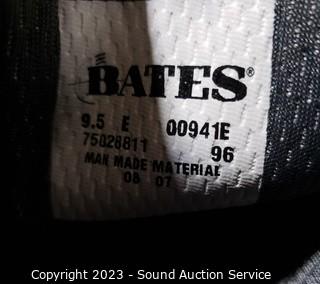 BATES®
9.5 E 00941E
75028811 96
MAN MADE MATERIAL
08 07
Copyright 2023 - Sound Auction Service